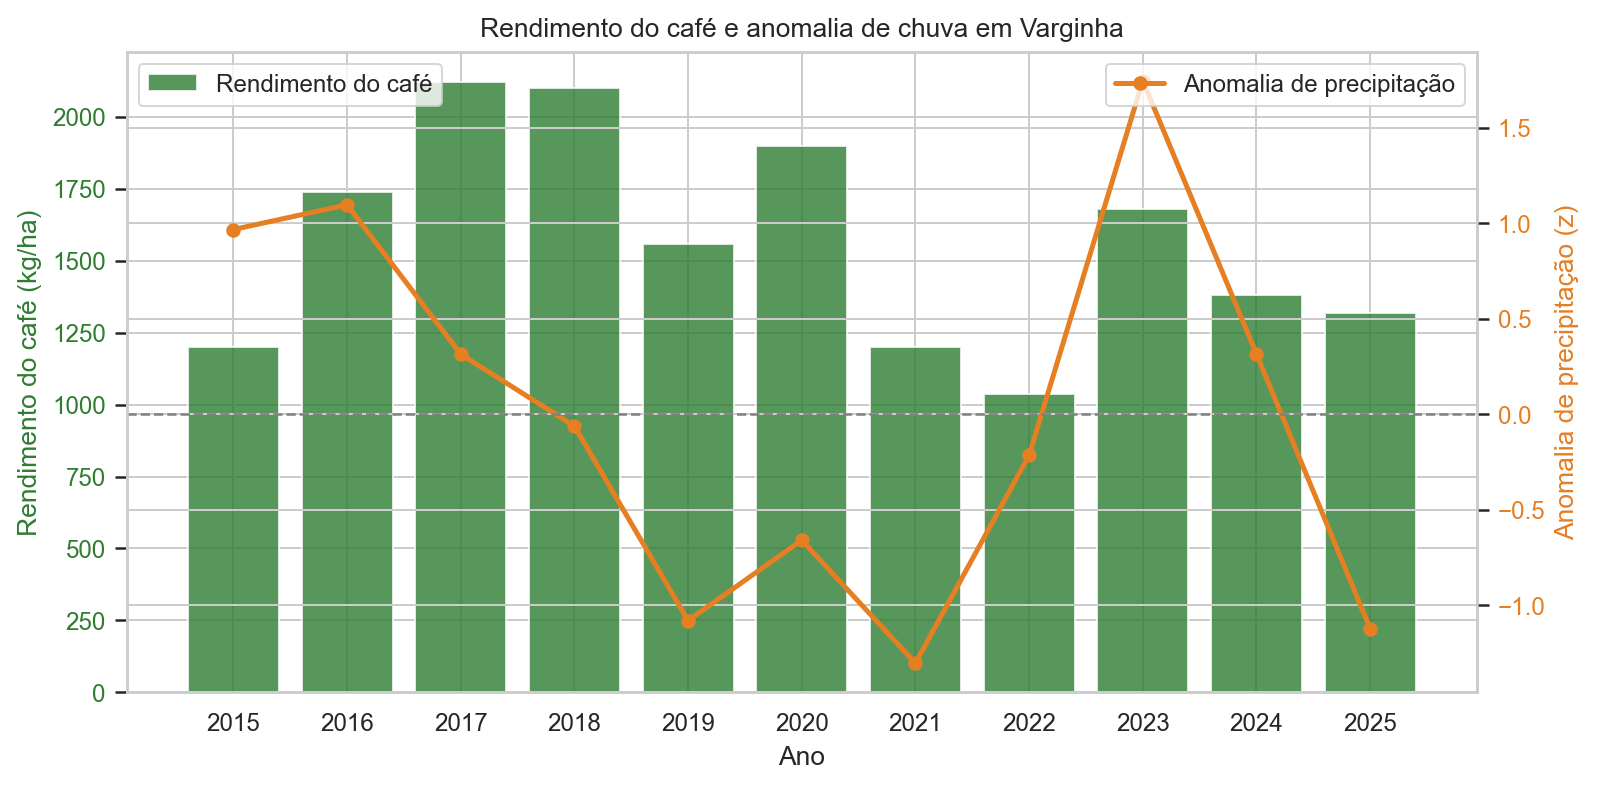 Rendimento do café e anomalia de chuva em Varginha
Rendimento do café
Anomalia de precipitação
Rendimento do café (kg/ha)
2000
1750
1500
1250
1000
750
500
250
0
1.5
1.0
0.5
0.0
−0.5
−1.0
Anomalia de precipitação (z)
2015 2016 2017 2018 2019 2020 2021 2022 2023 2024 2025
Ano